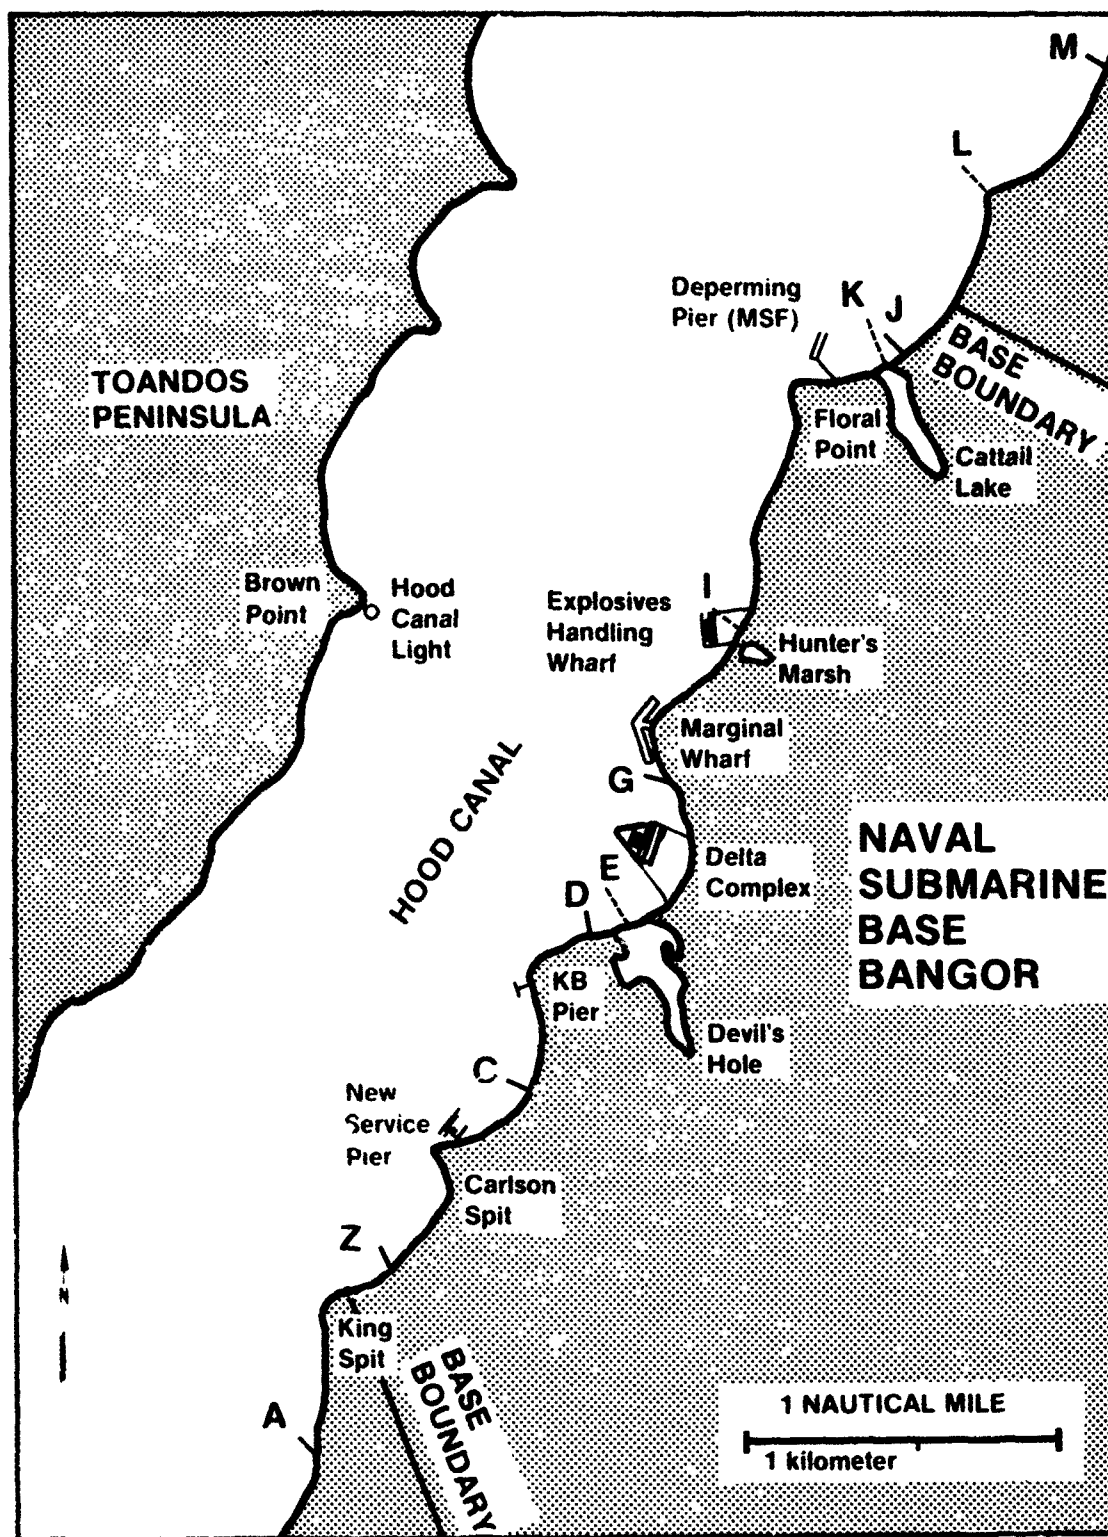 M
L
Deperming
Pier (MSF)
K
J
BASE
BOUNDARY
TOANDOS
PENINSULA
Floral
Point
Cattail
Lake
Brown
Point
Hood
Canal
Light
Explosives
Handling
Wharf
I
Hunter's
Marsh
Marginal
Wharf
G
HOOD CANAL
Delta
Complex
E
D
NAVAL
SUBMARINE
BASE
BANGOR
KB
Pier
Devil's
Hole
C
New
Service
Pier
Carlson
Spit
Z
N
King
Spit
BASE
BOUNDARY
A
1 NAUTICAL MILE
1 kilometer